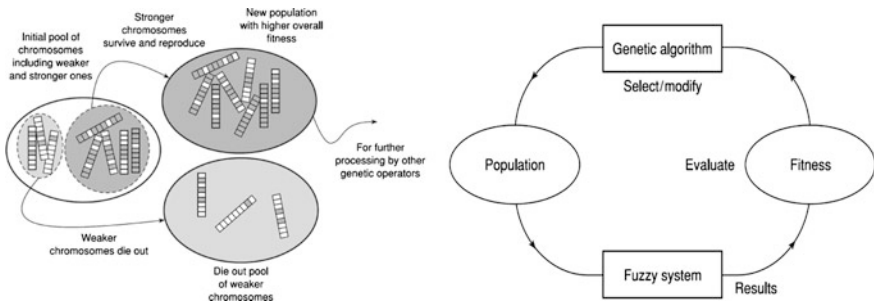 Initial pool of
chromosomes
including weaker
and stronger ones
Stronger
chromosomes
survive and reproduce
New population
with higher overall
fitness
For further
processing by other
genetic operators
Weaker
chromosomes die out
Die out pool
of weaker
chromosomes
Genetic algorithm
Select/modify
Population
Evaluate
Fitness
Fuzzy system
Results